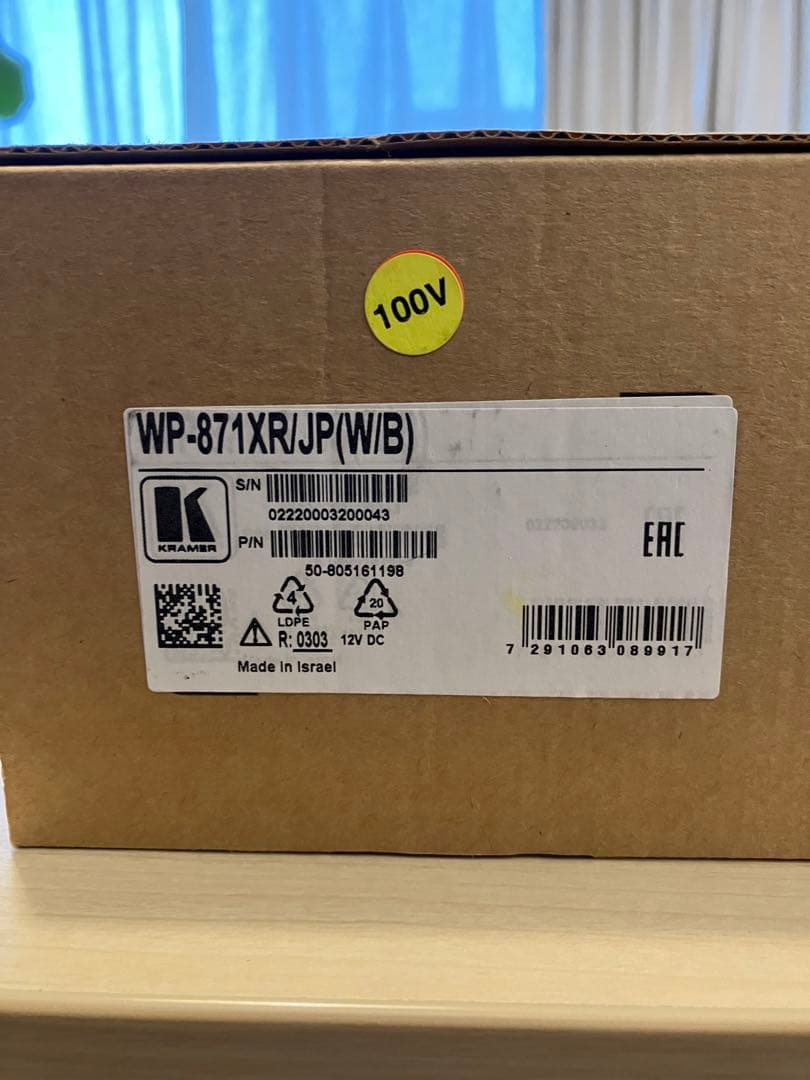 100V
WP-871XR/JP(W/B)
KRAMER
S/N
02220003200043
P/N
50-805161198
EAC
4
LDPE
20
PAP
R: 0303 12V DC
Made in Israel
7 291063 089917